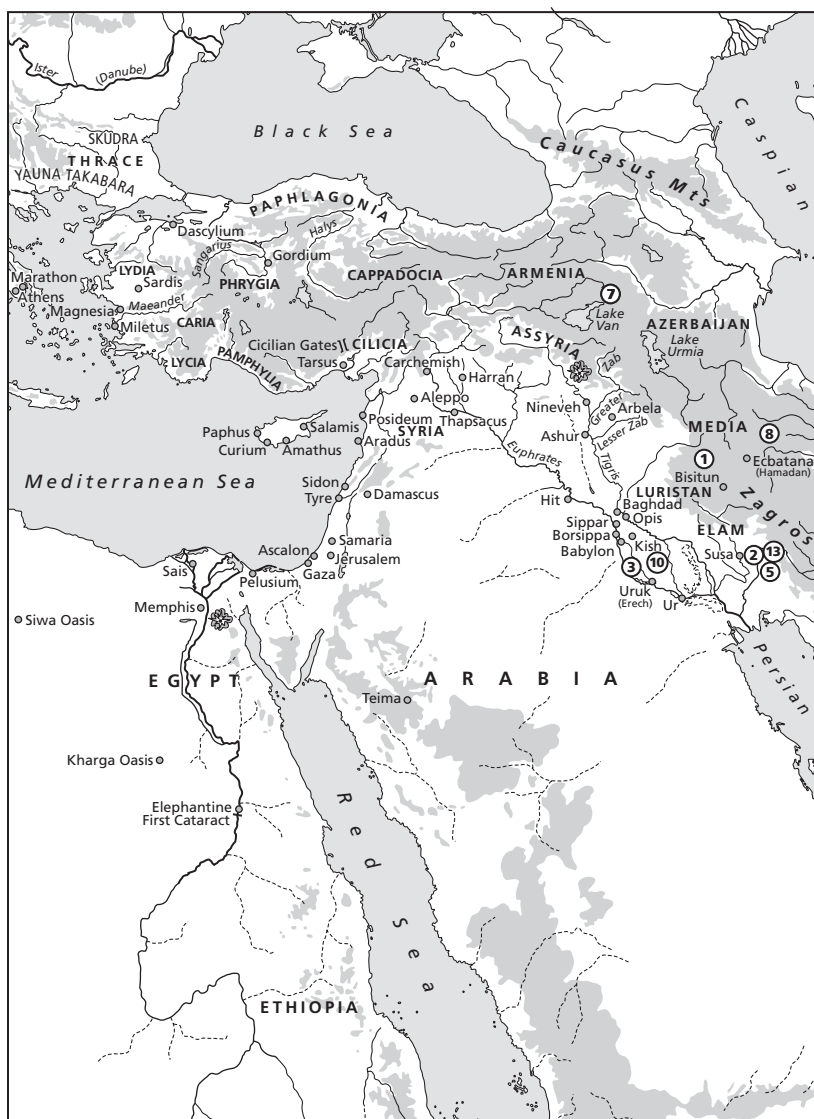 Ister
(Danube)
Black Sea
Caspian
Caucasus Mts
SKUDRA
THRACE
YAUNA TAKABARA
PAPHLAGONIA
Dascylium
Sangarius
Halys
Gordium
LYDIA
Sardis
PHRYGIA
CAPPADOCIA
ARMENIA
7
Marathon
Athens
Magnesia
Maeander
Miletus
CARIA
Lake
Van
AZERBAIJAN
Lake
Urmia
ASSYRIA
Cicilian Gates
CILICIA
Tarsus
LYCIA
PAMPHYLIA
Carchemish
Harran
Zab
Greater
Aleppo
Nineveh
Arbela
MEDIA
8
Salamis
Posideum
Thapsacus
Paphus
SYRIA
Ashur
Lesser Zab
Curium
Amathus
Aradus
Euphrates
Tigris
1
Ecbatana
(Hamadan)
Bisitun
Mediterranean Sea
Sidon
Tyre
Damascus
Hit
LURISTAN
Zagros
Baghdad
Opis
ELAM
Sippar
Borsippa
Babylon
Kish
Susa
2
13
5
Samaria
Ascalon
Jerusalem
Gaza
Sais
Pelusium
3
10
Uruk
(Erech)
Ur
Memphis
Siwa Oasis
Persian
EGYPT
ARABIA
Teima
Kharga Oasis
Elephantine
First Cataract
Red Sea
ETHIOPIA